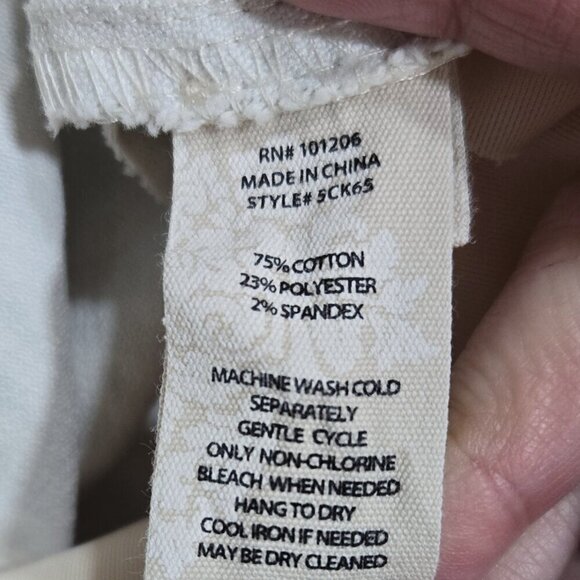 RN# 101206
MADE IN CHINA
STYLE# 5CK65
75% COTTON
23% POLYESTER
2% SPANDEX
MACHINE WASH COLD
SEPARATELY
GENTLE CYCLE
ONLY NON-CHLORINE
BLEACH WHEN NEEDED
HANG TO DRY
COOL IRON IF NEEDED
MAY BE DRY CLEANED